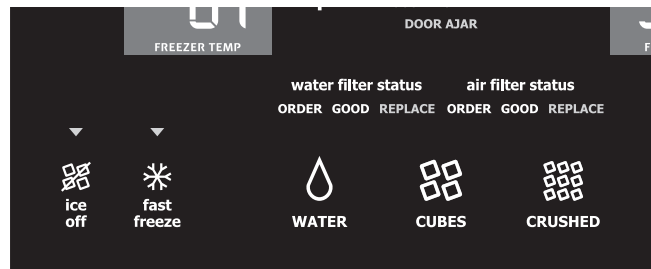 DOOR AJAR
FREEZER TEMP
water filter status air filter status
ORDER GOOD REPLACE ORDER GOOD REPLACE
ice off
fast freeze
WATER CUBES CRUSHED